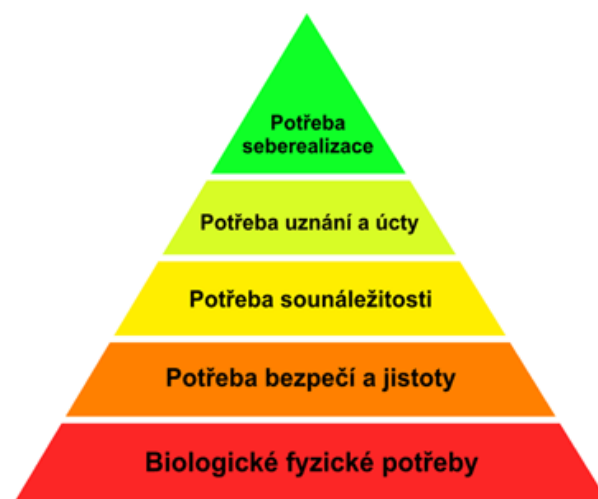 Potřeba
seberealizace
Potřeba uznání a úcty
Potřeba sounáležitosti
Potřeba bezpečí a jistoty
Biologické fyzické potřeby